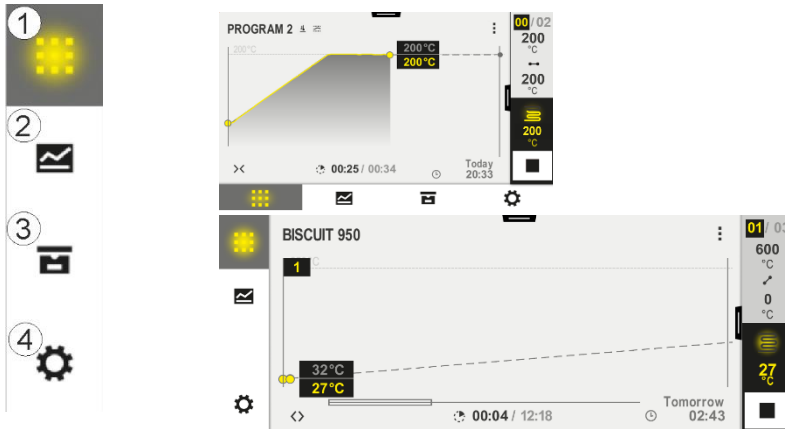 1
2
3
4
PROGRAM 2
200°C
200°C
200°C
00:25 / 00:34
Today
20:33
00 / 02
200
°C
200
°C
200
°C
BISCUIT 950
1
32°C
27°C
00:04 / 12:18
Tomorrow
02:43
600
°C
0
°C
27
°C